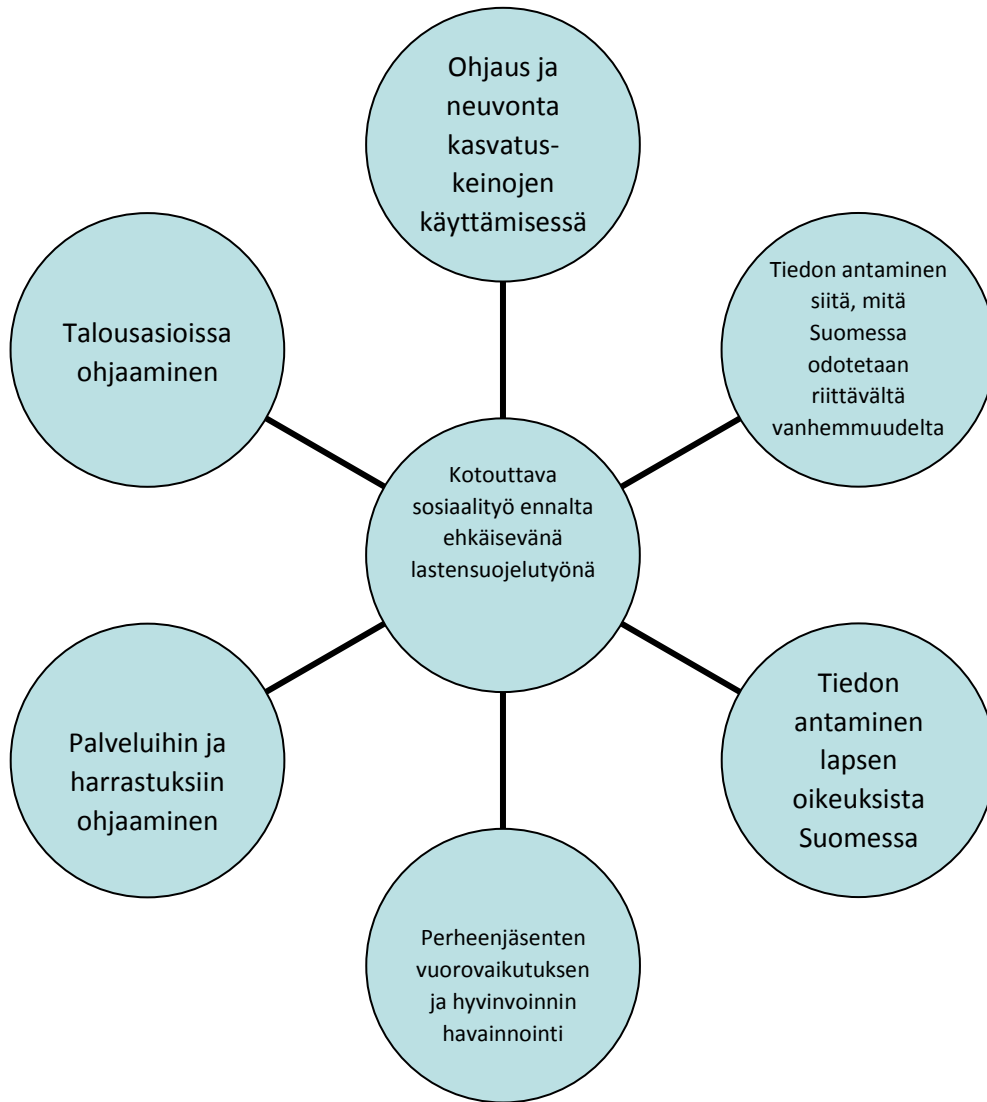 Ohjaus ja
neuvonta
kasvatus-
keinojen
käyttämisessä
Tiedon antaminen
siitä, mitä
Suomessa
odotetaan
riittävältä
vanhemmuudelta
Talousasioissa
ohjaaminen
Kotouttava
sosiaalityö ennalta
ehkäisevänä
lastensuojelutyönä
Tiedon
antaminen
lapsen
oikeuksista
Suomessa
Palveluihin ja
harrastuksiin
ohjaaminen
Perheenjäsenten
vuorovaikutuksen
ja hyvinvoinnin
havainnointi